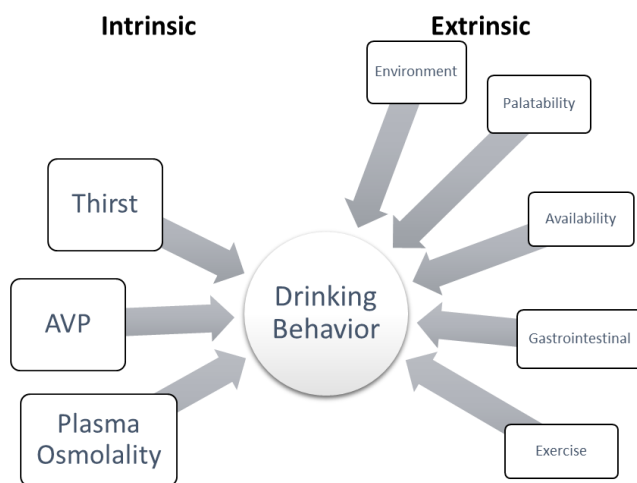 Intrinsic
Extrinsic
Environment
Palatability
Thirst
Availability
AVP
Drinking
Behavior
Gastrointestinal
Plasma
Osmolality
Exercise